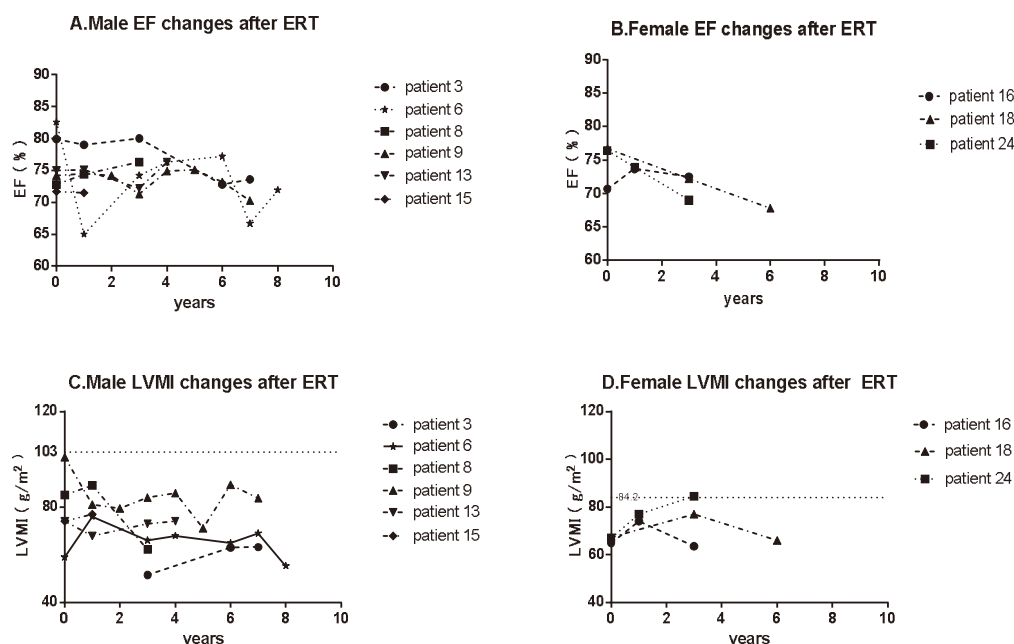 A.Male EF changes after ERT
90
85
80
75
70
65
60
EF ( % )
0
2
4
6
8
10
years
patient 3
patient 6
patient 8
patient 9
patient 13
patient 15
B.Female EF changes after ERT
90
85
80
75
70
65
60
EF ( % )
0
2
4
6
8
10
years
patient 16
patient 18
patient 24
C.Male LVMI changes after ERT
120
103
80
40
LVMI ( g/m²)
0
2
4
6
8
10
years
patient 3
patient 6
patient 8
patient 9
patient 13
patient 15
D.Female LVMI changes after ERT
120
100
80
60
40
84.2
LVMI ( g/m²)
0
2
4
6
8
10
years
patient 16
patient 18
patient 24